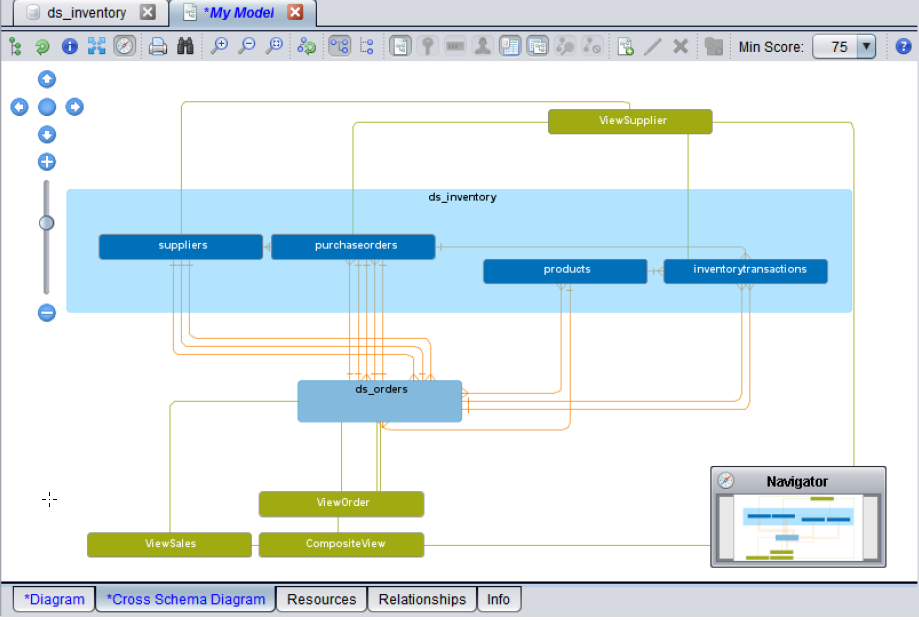 ds_inventory
*My Model
Min Score: 75
ViewSupplier
ds_inventory
suppliers
purchaseorders
products
inventorytransactions
ds_orders
ViewOrder
ViewSales
CompositeView
Navigator
*Diagram
*Cross Schema Diagram
Resources
Relationships
Info